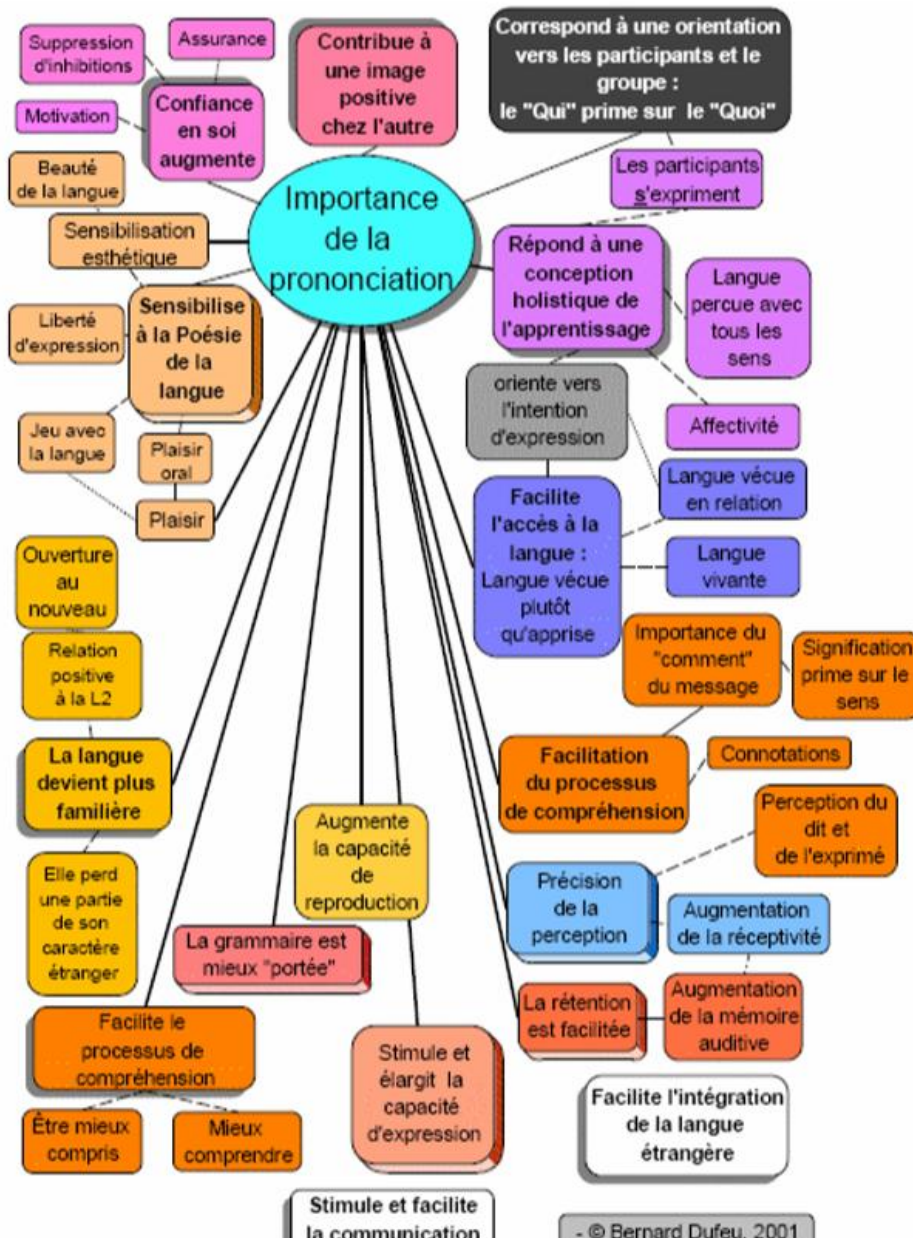 Suppression
d'inhibitions
Assurance
Motivation
Confiance
en soi
augmente
Contribue à
une image
positive
chez l'autre
Correspond à une orientation
vers les participants et le
groupe :
le "Qui" prime sur le "Quoi"
Les participants
s'expriment
Importance
de la
prononciation
Beauté
de la langue
Sensibilisation
esthétique
Sensibilise
à la Poésie
de la
langue
Liberté
d'expression
Jeu avec
la langue
Plaisir
oral
Plaisir
Répond à une
conception
holistique de
l'apprentissage
Langue
percue avec
tous les
sens
Affectivité
oriente vers
l'intention
d'expression
Facilite
l'accès à la
langue :
Langue vécue
plutôt
qu'apprise
Langue vécue
en relation
Langue
vivante
Ouverture
au
nouveau
Relation
positive
à la L2
La langue
devient plus
familière
Elle perd
une partie
de son
caractère
étranger
Importance du
"comment"
du message
Signification
prime sur le
sens
Facilitation
du processus
de compréhension
Connotations
Perception du
dit et
de l'exprimé
Précision
de la
perception
Augmentation
de la réceptivité
La rétention
est facilitée
Augmentation
de la mémoire
auditive
Augmente
la capacité
de
reproduction
La grammaire est
mieux "portée"
Facilite le
processus de
compréhension
Être mieux
compris
Mieux
comprendre
Stimule et
élargit la
capacité
d'expression
Facilite l'intégration
de la langue
étrangère
Stimule et facilite
la communication
- © Bernard Dufeu, 2001